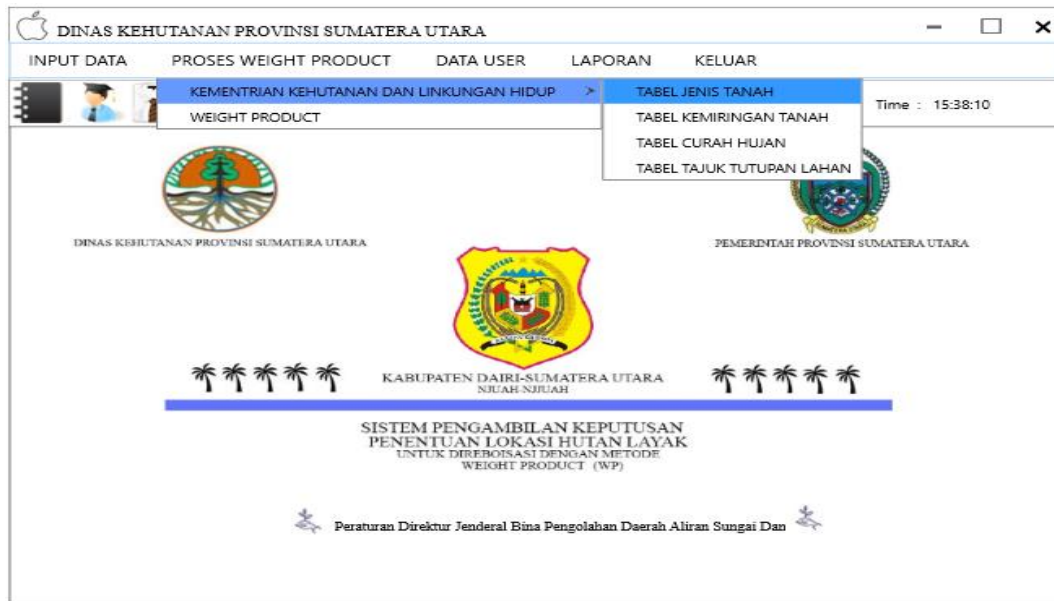 DINAS KEHUTANAN PROVINSI SUMATERA UTARA
INPUT DATA PROSES WEIGHT PRODUCT DATA USER LAPORAN KELUAR
KEMENTRIAN KEHUTANAN DAN LINKUNGAN HIDUP
WEIGHT PRODUCT
TABEL JENIS TANAH
TABEL KEMIRINGAN TANAH
TABEL CURAH HUJAN
TABEL TAJUK TUTUPAN LAHAN
Time : 15:38:10
DINAS KEHUTANAN PROVINSI SUMATERA UTARA
PEMERINTAH PROVINSI SUMATERA UTARA
KABUPATEN DAIRI-SUMATERA UTARA
NJUAH-NJUAH
SISTEM PENGAMBILAN KEPUTUSAN
PENENTUAN LOKASI HUTAN LAYAK
UNTUK DIREBOISASI DENGAN METODE
WEIGHT PRODUCT (WP)
Peraturan Direktur Jenderal Bina Pengolahan Daerah Aliran Sungai Dan